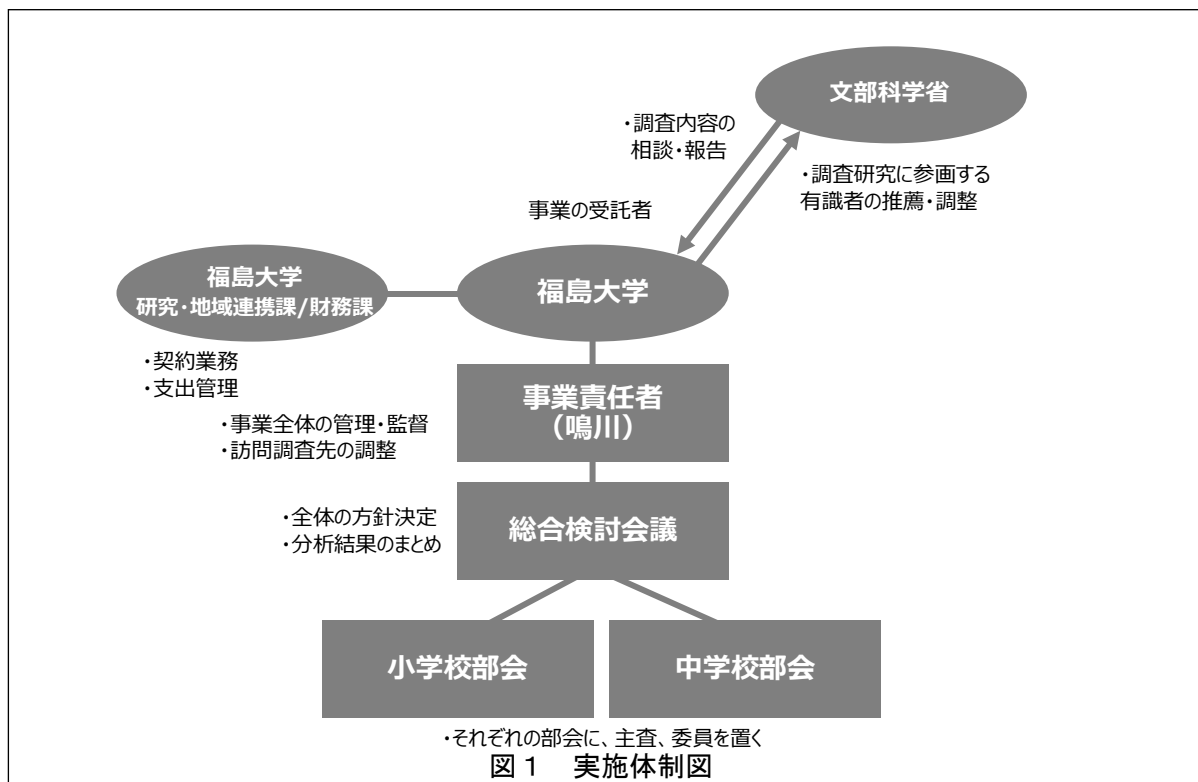 文部科学省
・調査内容の
相談・報告
・調査研究に参画する
有識者の推薦・調整
事業の受託者
福島大学
研究・地域連携課/財務課
福島大学
・契約業務
・支出管理
事業責任者
（鳴川）
・事業全体の管理・監督
・訪問調査先の調整
総合検討会議
・全体の方針決定
・分析結果のまとめ
小学校部会
中学校部会
・それぞれの部会に、主査、委員を置く
図１　実施体制図